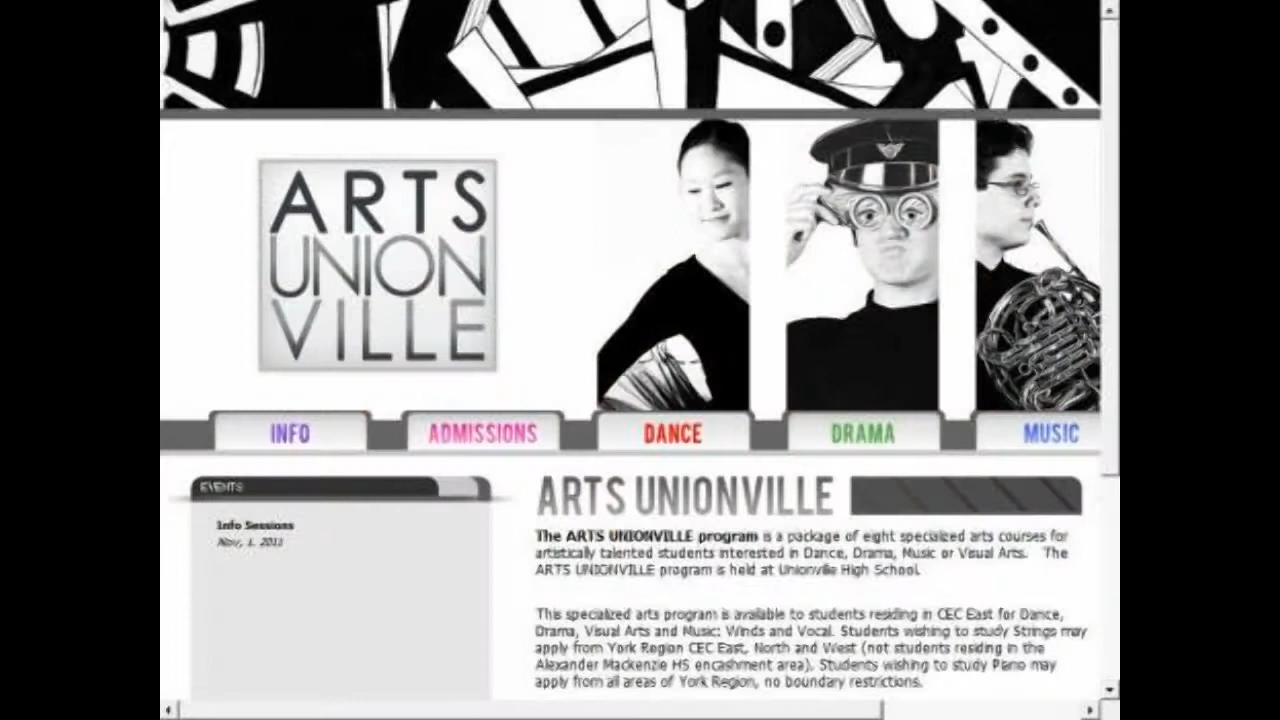 ARTS
UNION
VILLE
INFO
ADMISSIONS
DANCE
DRAMA
MUSIC
EVENTS
Info Sessions
Nov, 1. 2011
ARTS UNIONVILLE
The ARTS UNIONVILLE program is a package of eight specialized arts courses for
artistically talented students interested in Dance, Drama, Music or Visual Arts. The
ARTS UNIONVILLE program is held at Unionville High School.
This specialized arts program is available to students residing in CEC East for Dance,
Drama, Visual Arts and Music: Winds and Vocal. Students wishing to study Strings may
apply from York Region CEC East, North and West (not students residing in the
Alexander Mackenzie HS encashment area). Students wishing to study Piano may
apply from all areas of York Region, no boundary restrictions.